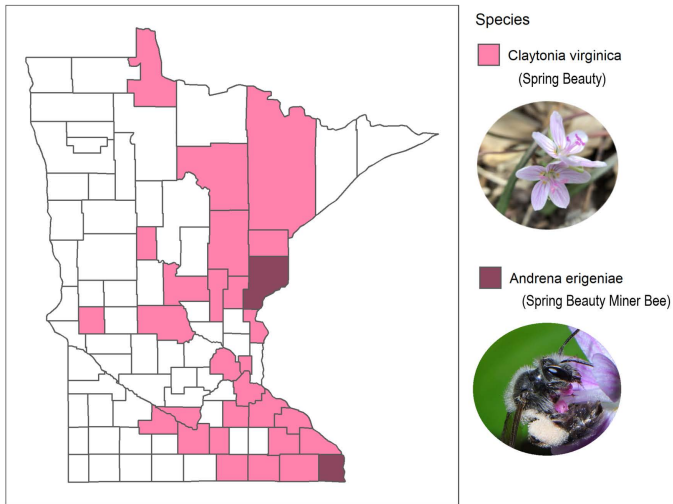 Species
Claytonia virginica
(Spring Beauty)
Andrena erigeniae
(Spring Beauty Miner Bee)